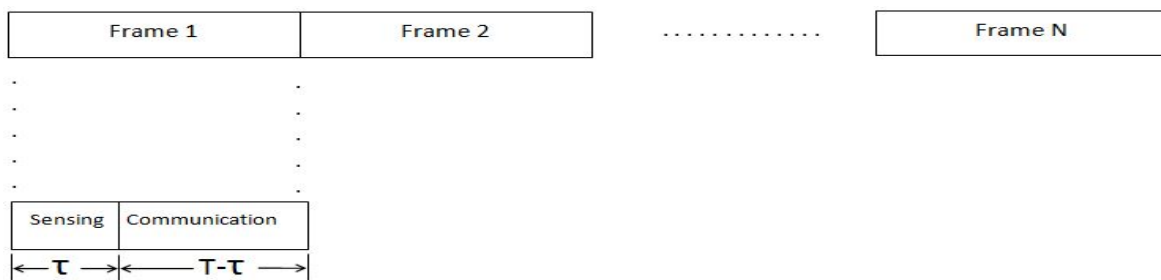 Frame 1 Frame 2 ............. Frame N
Sensing Communication
τ T-τ